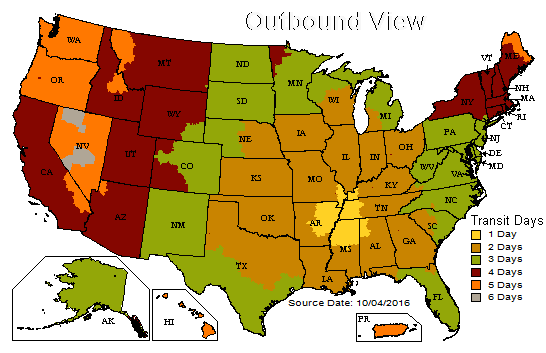 Outbound View
WA
OR
CA
NV
ID
MT
WY
UT
AZ
CO
NM
ND
SD
NE
KS
OK
TX
MN
IA
MO
AR
LA
WI
IL
MI
IN
OH
KY
TN
MS
AL
GA
FL
SC
NC
VA
WV
PA
NY
VT
ME
NH
MA
RI
CT
NJ
DE
MD
AK
HI
PR
Transit Days
1 Day
2 Days
3 Days
4 Days
5 Days
6 Days
Source Date: 10/04/2016